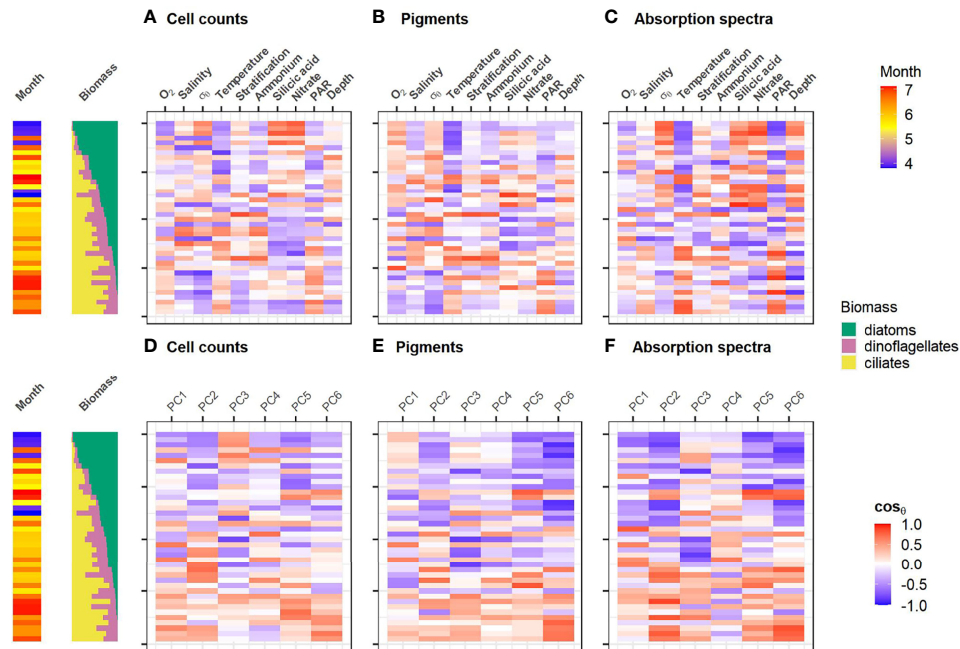 A Cell counts
B Pigments
C Absorption spectra
Month
Biomass
O2
Salinity
σ0
Temperature
Stratification
Ammonium
Silicic acid
Nitrate
PAR
Depth
O2
Salinity
σ0
Temperature
Stratification
Ammonium
Silicic acid
Nitrate
PAR
Depth
O2
Salinity
σ0
Temperature
Stratification
Ammonium
Silicic acid
Nitrate
PAR
Depth
Month
7
6
5
4
Biomass
diatoms
dinoflagellates
ciliates
D Cell counts
E Pigments
F Absorption spectra
Month
Biomass
PC1
PC2
PC3
PC4
PC5
PC6
PC1
PC2
PC3
PC4
PC5
PC6
PC1
PC2
PC3
PC4
PC5
PC6
cosθ
1.0
0.5
0.0
-0.5
-1.0